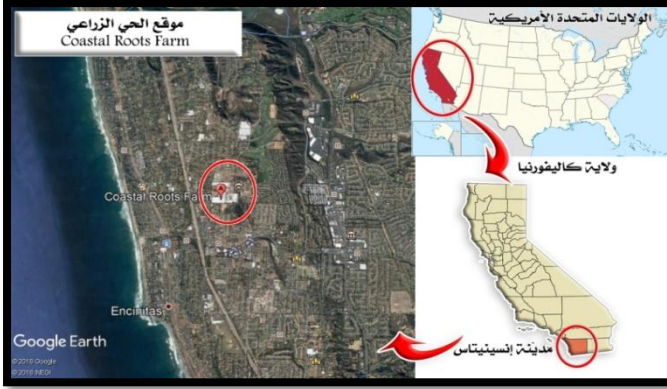 موقع الحي الزراعي
Coastal Roots Farm
الولايات المتحدة الأمريكية
ولاية كاليفورنيا
Coastal Roots Farm
Encinitas
مدينة إنسينيتاس
Google Earth
© 2018 Google
© 2018 INEGI